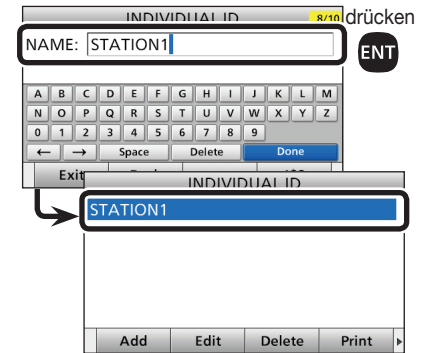 INDIVIDUAL ID 8/10 drücken
NAME: STATION1 ENT
A B C D E F G H I J K L M
N O P Q R S T U V W X Y Z
0 1 2 3 4 5 6 7 8 9
← → Space Delete Done
Exit
INDIVIDUAL ID
STATION1
Add Edit Delete Print